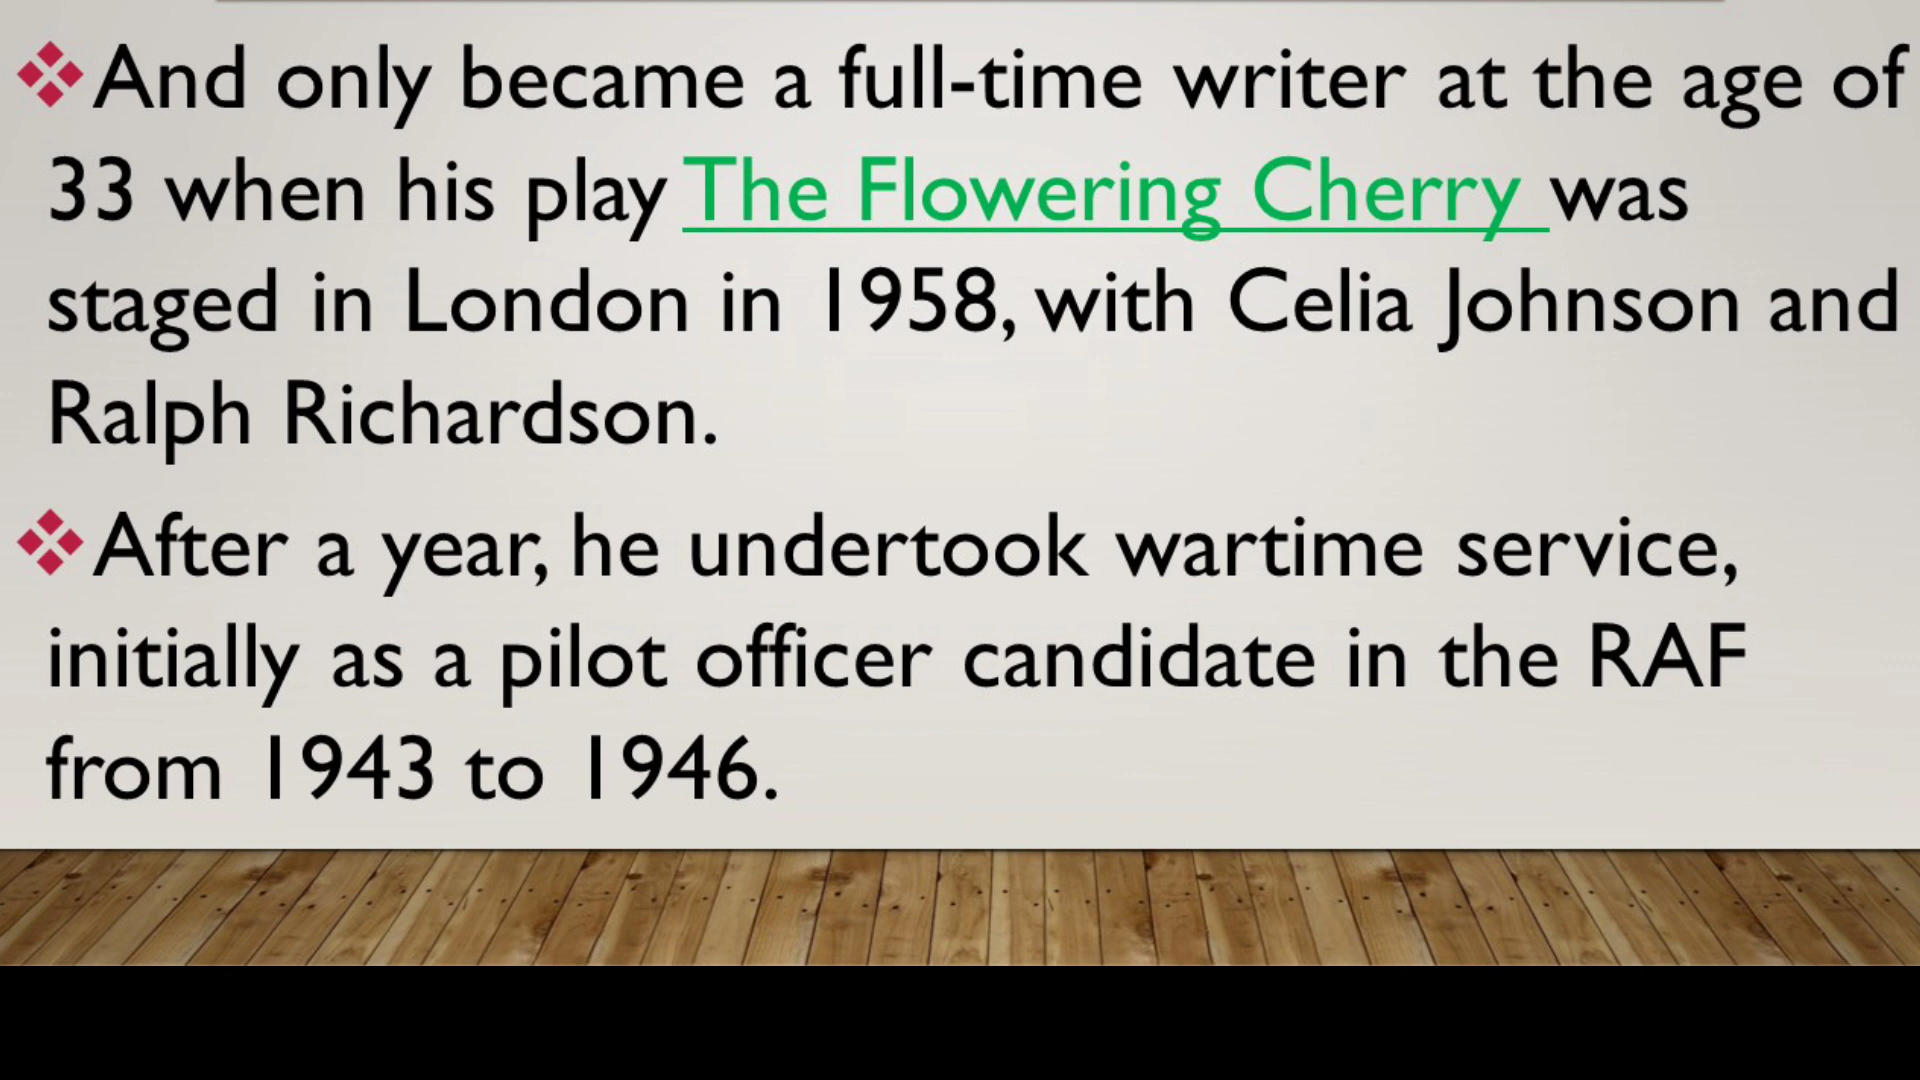 ❖And only became a full-time writer at the age of
33 when his play The Flowering Cherry was
staged in London in 1958, with Celia Johnson and
Ralph Richardson.
❖After a year, he undertook wartime service,
initially as a pilot officer candidate in the RAF
from 1943 to 1946.